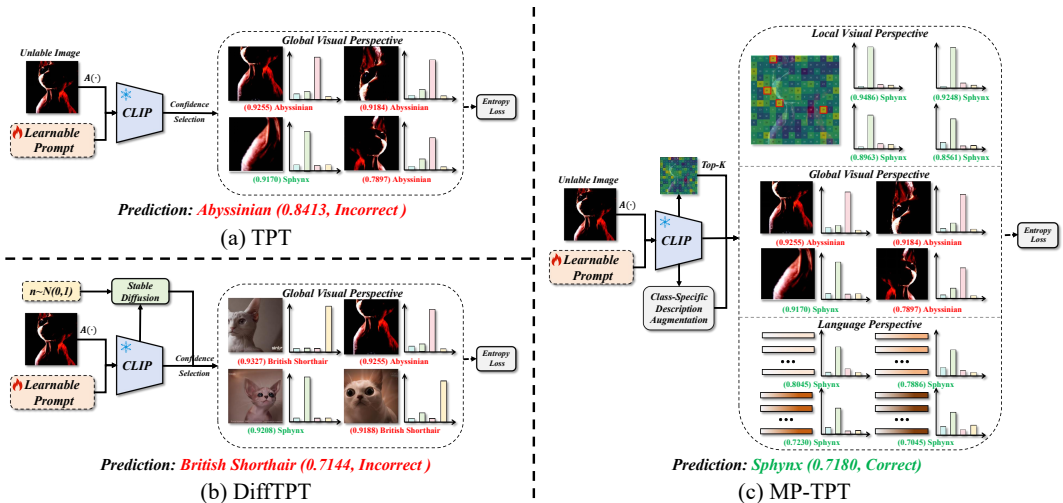 Unlable Image
A(·)
Learnable
Prompt
CLIP
Confidence
Selection
Global Visual Perspective
(0.9255) Abyssinian
(0.9184) Abyssinian
(0.9170) Sphynx
(0.7897) Abyssinian
Entropy
Loss
Prediction: Abyssinian (0.8413, Incorrect )
(a) TPT
n~N(0,1)
Stable
Diffusion
A(·)
Learnable
Prompt
CLIP
Confidence
Selection
Global Visual Perspective
(0.9327) British Shorthair
(0.9255) Abyssinian
(0.9208) Sphynx
(0.9188) British Shorthair
Entropy
Loss
Prediction: British Shorthair (0.7144, Incorrect )
(b) DiffTPT
Unlable Image
A(·)
Learnable
Prompt
CLIP
Top-K
Class-Specific
Description
Augmentation
Local Vsiual Perspective
(0.9486) Sphynx
(0.9248) Sphynx
(0.8963) Sphynx
(0.8561) Sphynx
Global Visual Perspective
(0.9255) Abyssinian
(0.9184) Abyssinian
(0.9170) Sphynx
(0.7897) Abyssinian
Language Perspective
(0.8045) Sphynx
(0.7886) Sphynx
(0.7230) Sphynx
(0.7045) Sphynx
Entropy
Loss
Prediction: Sphynx (0.7180, Correct)
(c) MP-TPT